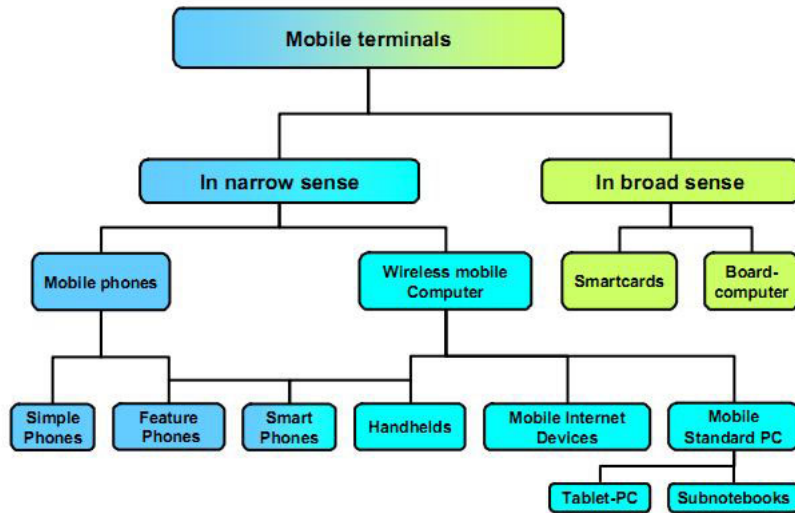 Mobile terminals
In narrow sense
In broad sense
Mobile phones
Wireless mobile
Computer
Smartcards
Board-
computer
Simple
Phones
Feature
Phones
Smart
Phones
Handhelds
Mobile Internet
Devices
Mobile
Standard PC
Tablet-PC
Subnotebooks